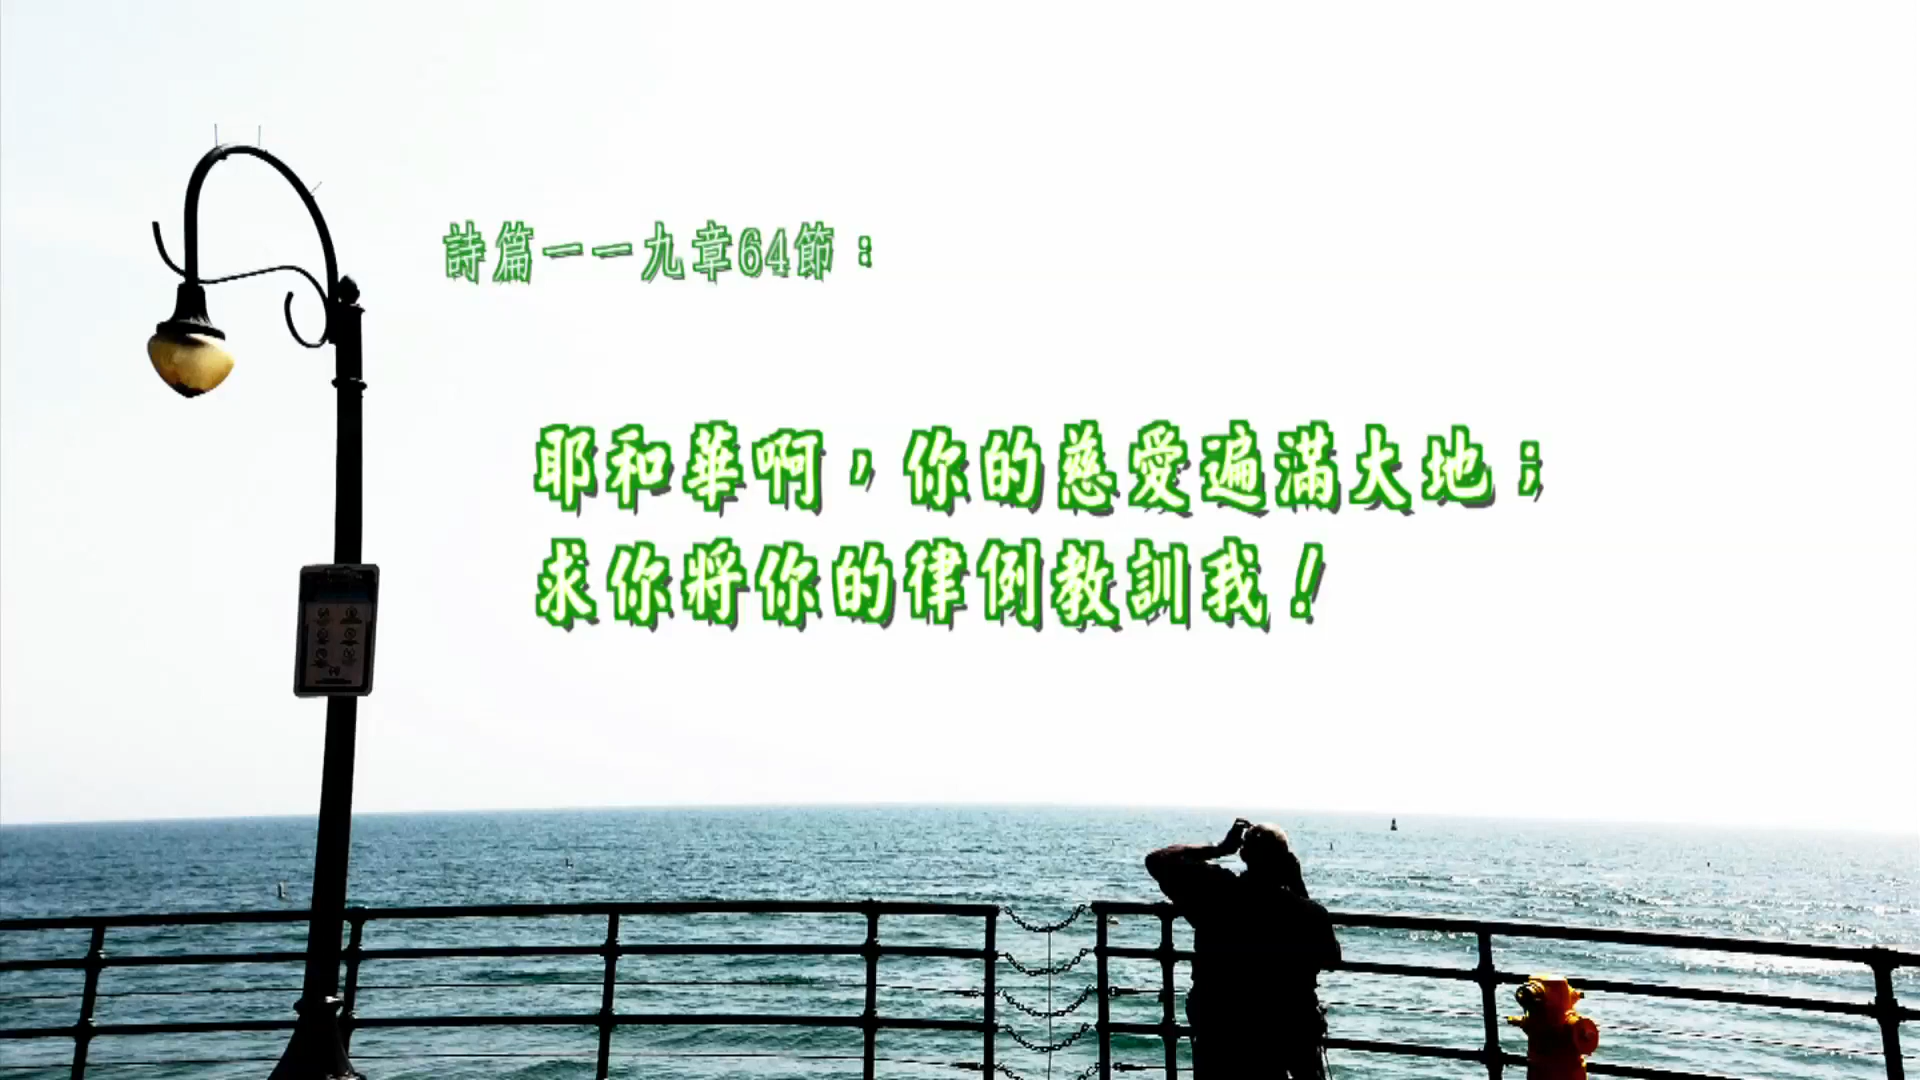 詩篇一一九章64節：
耶和華啊，你的慈愛遍滿大地；
求你將你的律例教訓我！